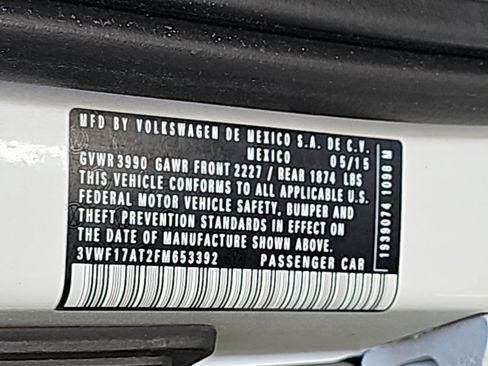 MFD BY VOLKSWAGEN DE MEXICO S.A. DE C.V.
MEXICO 05/15
GVWR 3990 GAWR FRONT 2227 / REAR 1874 LBS
THIS VEHICLE CONFORMS TO ALL APPLICABLE U.S.
FEDERAL MOTOR VEHICLE SAFETY, BUMPER AND
THEFT PREVENTION STANDARDS IN EFFECT ON
THE DATE OF MANUFACTURE SHOWN ABOVE.
3VWF17AT2FM653392 PASSENGER CAR
1939074 1098 M